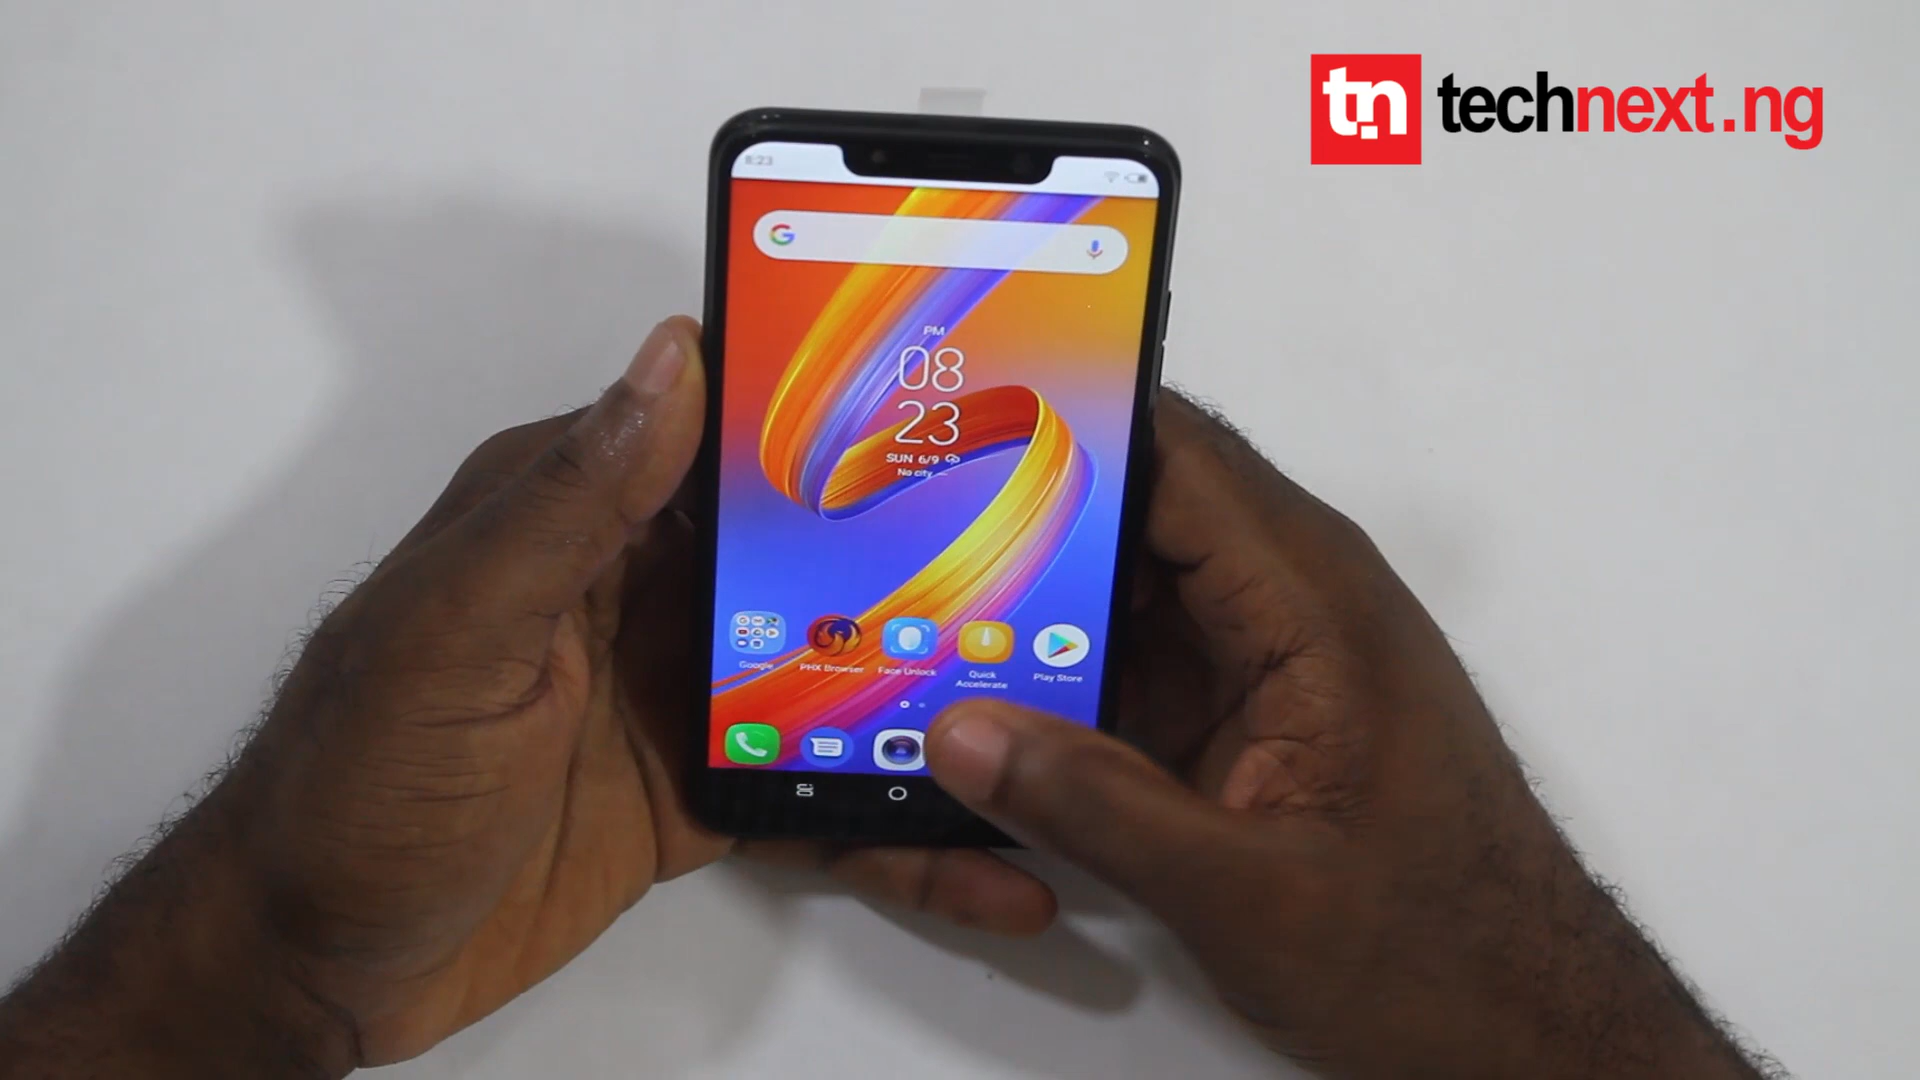 tn technext.ng
8:23
G
PM
08
23
SUN 6/9
No city
Google
PHX Browser
Face Unlock
Quick
Accelerate
Play Store